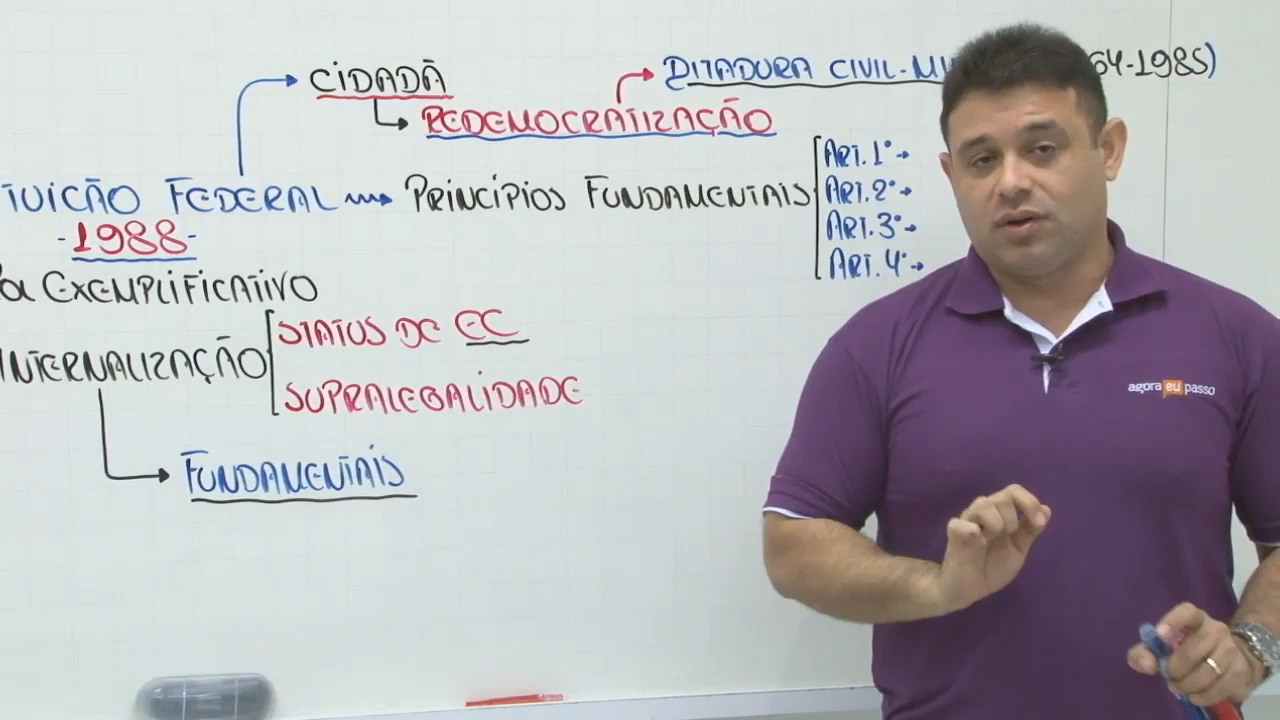 CIDADÃ
DITADURA CIVIL-MI 64-1985)
REDEMOCRATIZAÇÃO
TUIÇÃO FEDERAL PRINCÍPIOS FUNDAMENTAIS
-1988-
ART. 1º
ART. 2º
ART. 3º
ART. 4º
EXEMPLIFICATIVO
INTERNALIZAÇÃO
STATUS DE EC
SUPRALEGALIDADE
FUNDAMENTAIS
agora eu passo